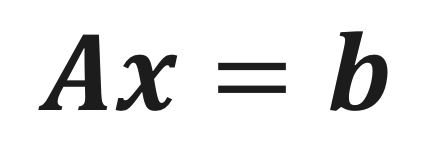 Ax = b